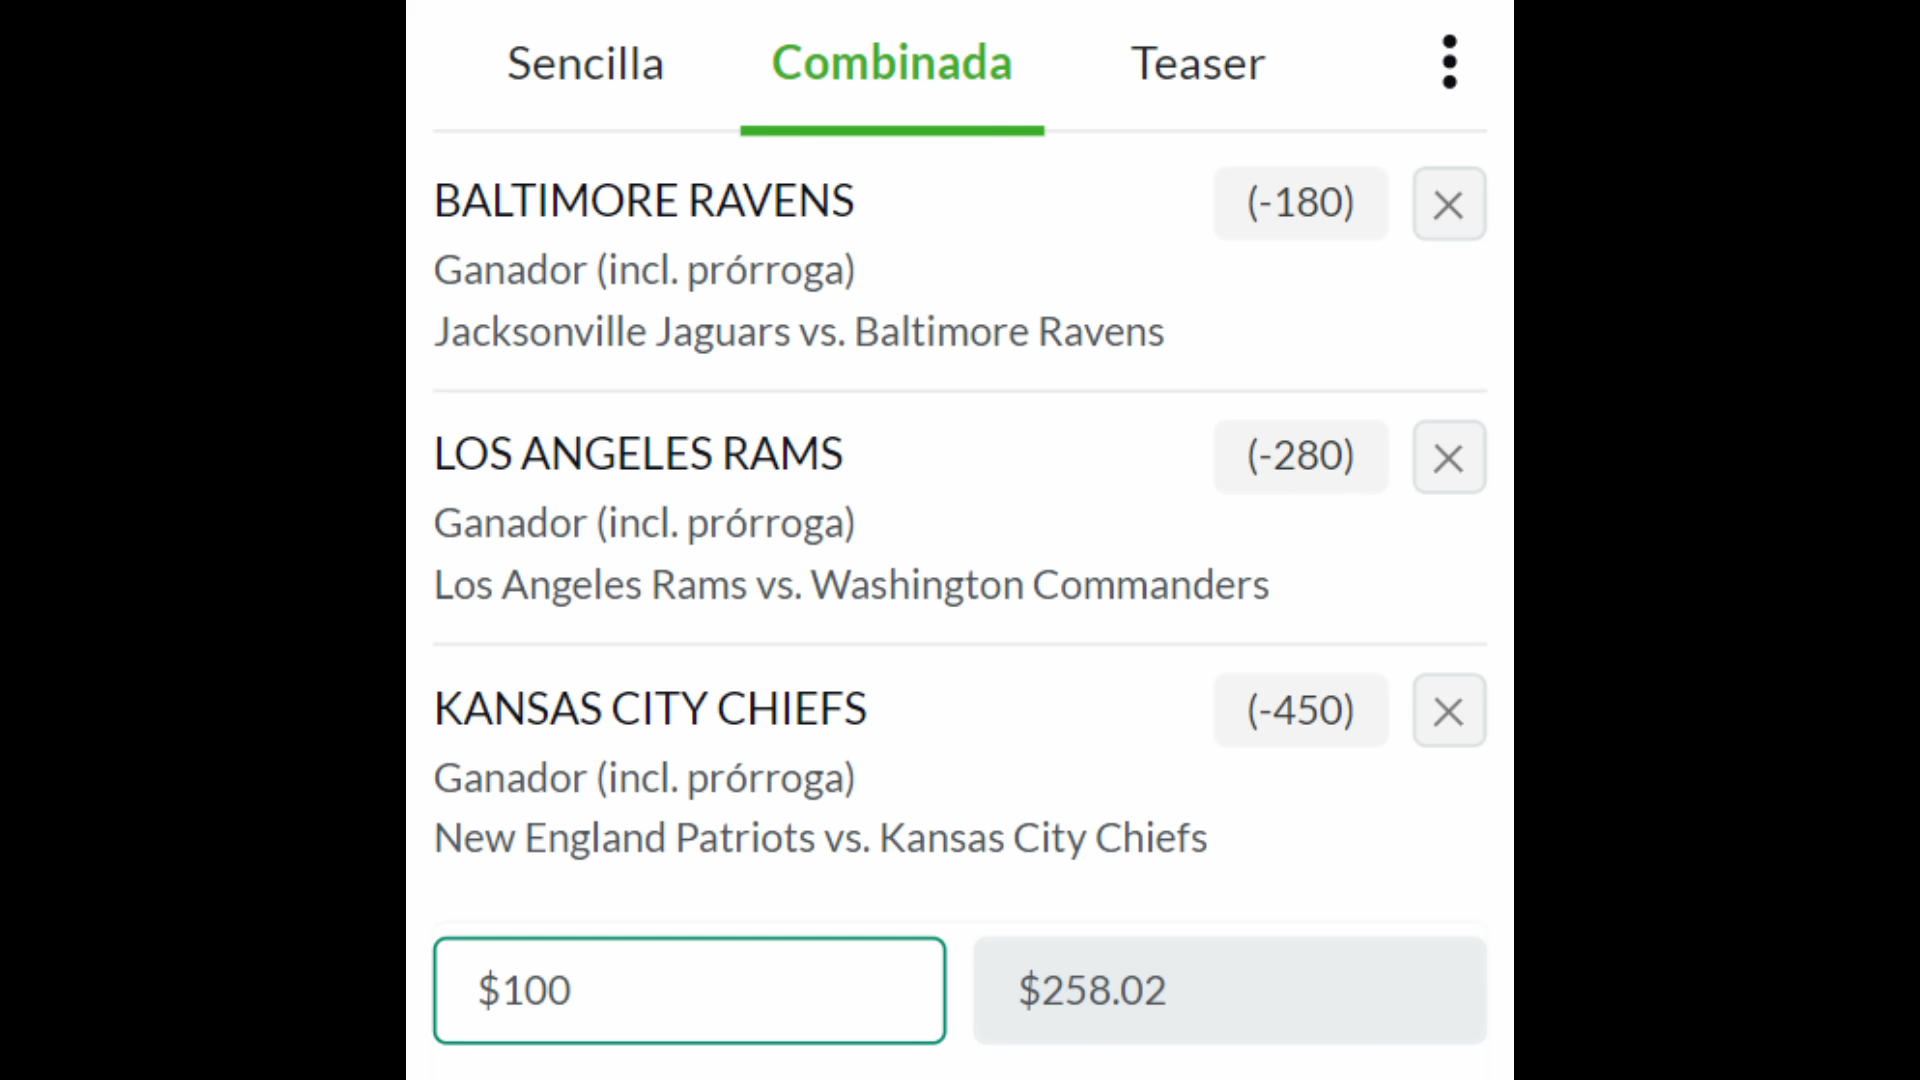 Sencilla Combinada Teaser
BALTIMORE RAVENS (-180)
Ganador (incl. prórroga)
Jacksonville Jaguars vs. Baltimore Ravens
LOS ANGELES RAMS (-280)
Ganador (incl. prórroga)
Los Angeles Rams vs. Washington Commanders
KANSAS CITY CHIEFS (-450)
Ganador (incl. prórroga)
New England Patriots vs. Kansas City Chiefs
$100 $258.02